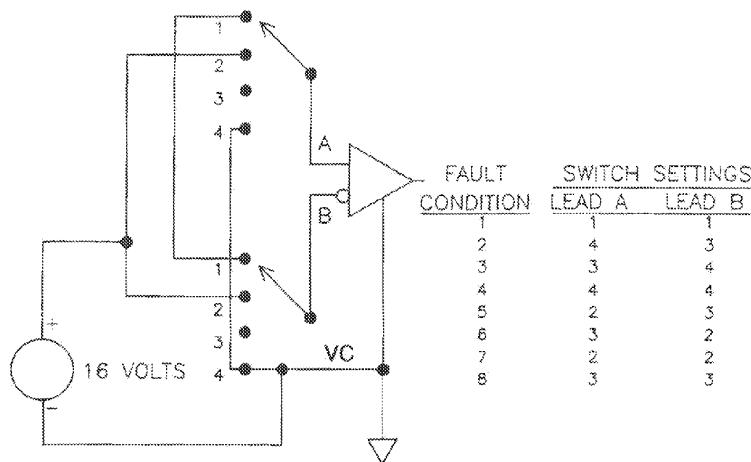 1
2
3
4
A
B
1
2
3
4
+
16 VOLTS
−
VC
FAULT CONDITION SWITCH SETTINGS
LEAD A LEAD B
1 1 1
2 4 3
3 3 4
4 4 4
5 2 3
6 3 2
7 2 2
8 3 3